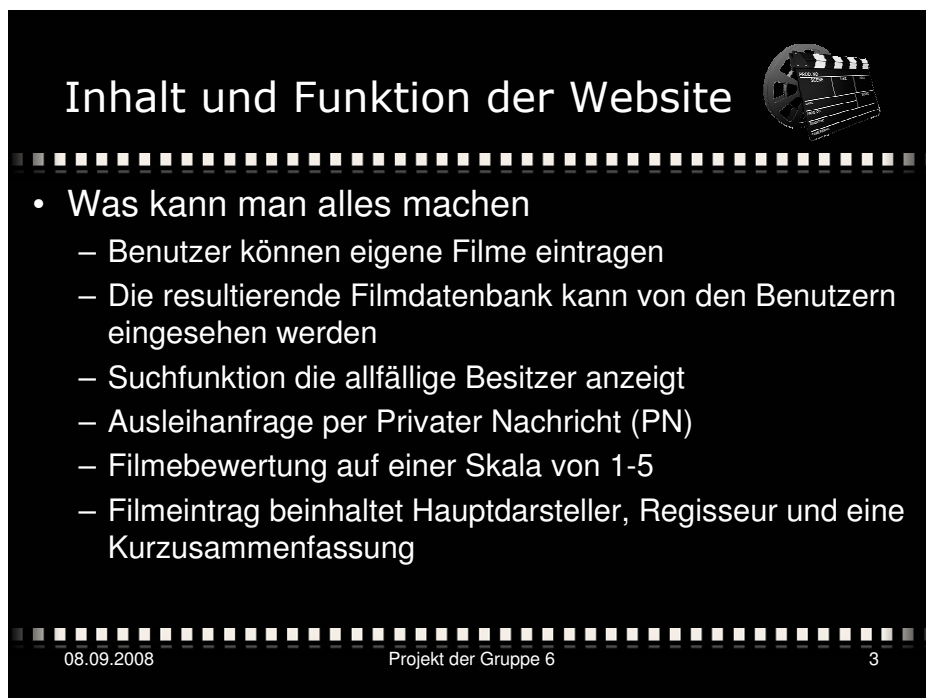 Inhalt und Funktion der Website
• Was kann man alles machen
– Benutzer können eigene Filme eintragen
– Die resultierende Filmdatenbank kann von den Benutzern
eingesehen werden
– Suchfunktion die allfällige Besitzer anzeigt
– Ausleihanfrage per Privater Nachricht (PN)
– Filmebewertung auf einer Skala von 1-5
– Filmeintrag beinhaltet Hauptdarsteller, Regisseur und eine
Kurzusammenfassung
08.09.2008
Projekt der Gruppe 6
3